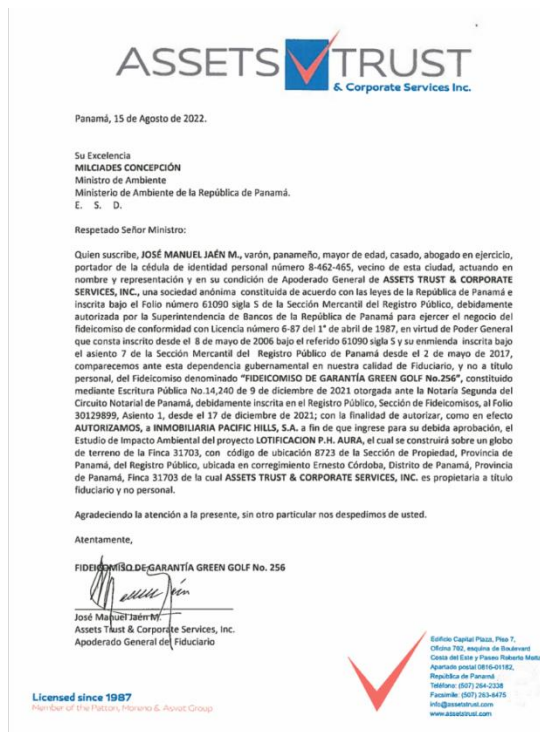 ASSETS TRUST
& Corporate Services Inc.
Panamá, 15 de Agosto de 2022.
Su Excelencia
MILCIADES CONCEPCIÓN
Ministro de Ambiente
Ministerio de Ambiente de la República de Panamá.
E. S. D.
Respetado Señor Ministro:
Quien suscribe, JOSÉ MANUEL JAÉN M., varón, panameño, mayor de edad, casado, abogado en ejercicio,
portador de la cédula de identidad personal número 8-462-465, vecino de esta ciudad, actuando en
nombre y representación y en su condición de Apoderado General de ASSETS TRUST & CORPORATE
SERVICES, INC., una sociedad anónima constituida de acuerdo con las leyes de la República de Panamá e
inscrita bajo el Folio número 61090 sigla S de la Sección Mercantil del Registro Público, debidamente
autorizada por la Superintendencia de Bancos de la República de Panamá para ejercer el negocio del
fideicomiso de conformidad con Licencia número 6-87 del 1° de abril de 1987, en virtud de Poder General
que consta inscrito desde el 8 de mayo de 2006 bajo el referido 61090 sigla S y su enmienda inscrita bajo
el asiento 7 de la Sección Mercantil del Registro Público de Panamá desde el 2 de mayo de 2017,
comparecemos ante esta dependencia gubernamental en nuestra calidad de Fiduciario, y no a título
personal, del Fideicomiso denominado "FIDEICOMISO DE GARANTÍA GREEN GOLF No.256", constituido
mediante Escritura Pública No.14,240 de 9 de diciembre de 2021 otorgada ante la Notaría Segunda del
Circuito Notarial de Panamá, debidamente inscrita en el Registro Público, Sección de Fideicomisos, al Folio
30129899, Asiento 1, desde el 17 de diciembre de 2021; con la finalidad de autorizar, como en efecto
AUTORIZAMOS, a INMOBILIARIA PACIFIC HILLS, S.A. a fin de que ingrese para su debida aprobación, el
Estudio de Impacto Ambiental del proyecto LOTIFICACION P.H. AURA, el cual se construirá sobre un globo
de terreno de la Finca 31703, con código de ubicación 8723 de la Sección de Propiedad, Provincia de
Panamá, del Registro Público, ubicada en corregimiento Ernesto Córdoba, Distrito de Panamá, Provincia
de Panamá, Finca 31703 de la cual ASSETS TRUST & CORPORATE SERVICES, INC. es propietaria a título
fiduciario y no personal.
Agradeciendo la atención a la presente, sin otro particular nos despedimos de usted.
Atentamente,
FIDEICOMISO DE GARANTÍA GREEN GOLF No. 256
José Manuel Jaén M.
Assets Trust & Corporate Services, Inc.
Apoderado General del Fiduciario
Edificio Capital Plaza, Piso 7,
Oficina 702, esquina de Boulevard
Costa del Este y Paseo Roberto Motta
Apartado postal 0816-01182,
República de Panamá
Teléfono: (507) 264-2338
Facsímile: (507) 263-8475
info@assetstrust.com
www.assetstrust.com
Licensed since 1987
Member of the Patton, Moreno & Asvat Group